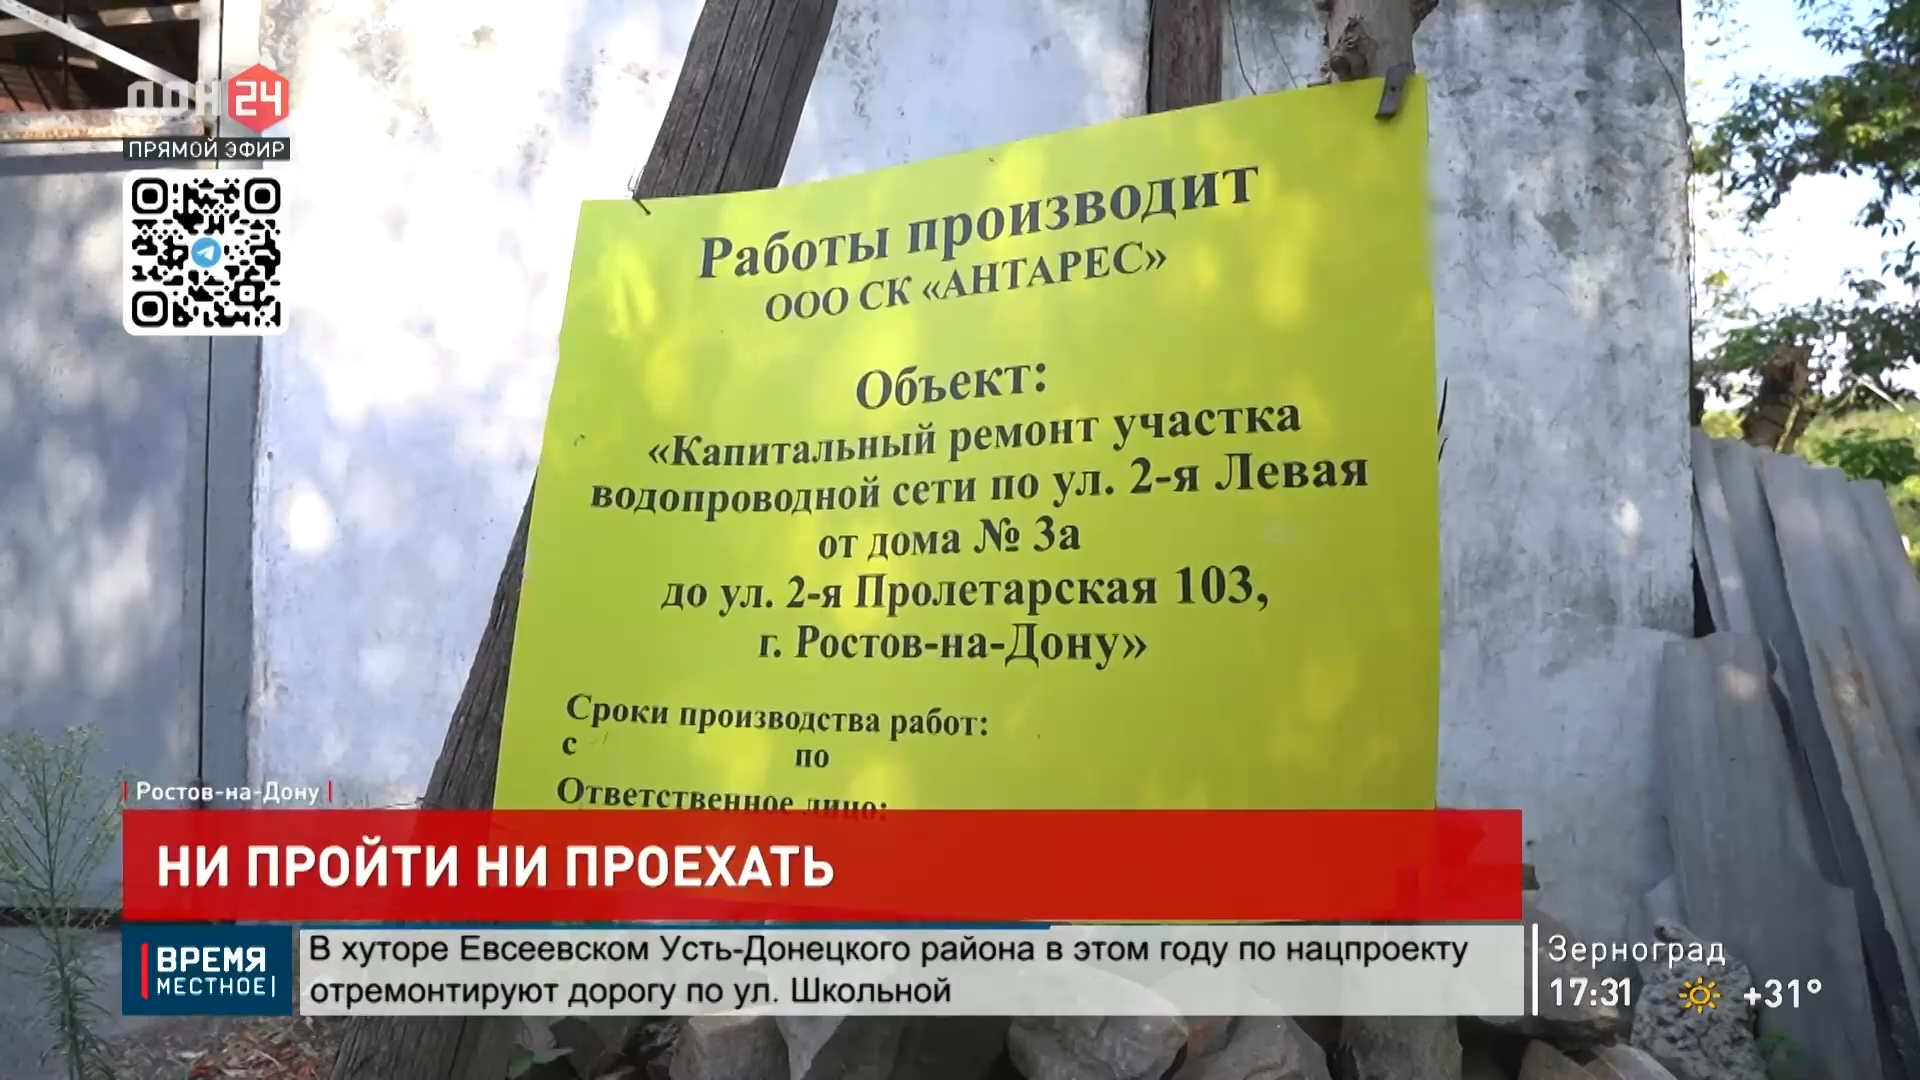 ДОН 24
ПРЯМОЙ ЭФИР
Работы производит
ООО СК «АНТАРЕС»
Объект:
«Капитальный ремонт участка
водопроводной сети по ул. 2-я Левая
от дома № 3а
до ул. 2-я Пролетарская 103,
г. Ростов-на-Дону»
Сроки производства работ:
с по
Ответственное лицо:
Ростов-на-Дону
НИ ПРОЙТИ НИ ПРОЕХАТЬ
ВРЕМЯ
МЕСТНОЕ
В хуторе Евсеевском Усть-Донецкого района в этом году по нацпроекту
отремонтируют дорогу по ул. Школьной
Зерноград
17:31 +31°